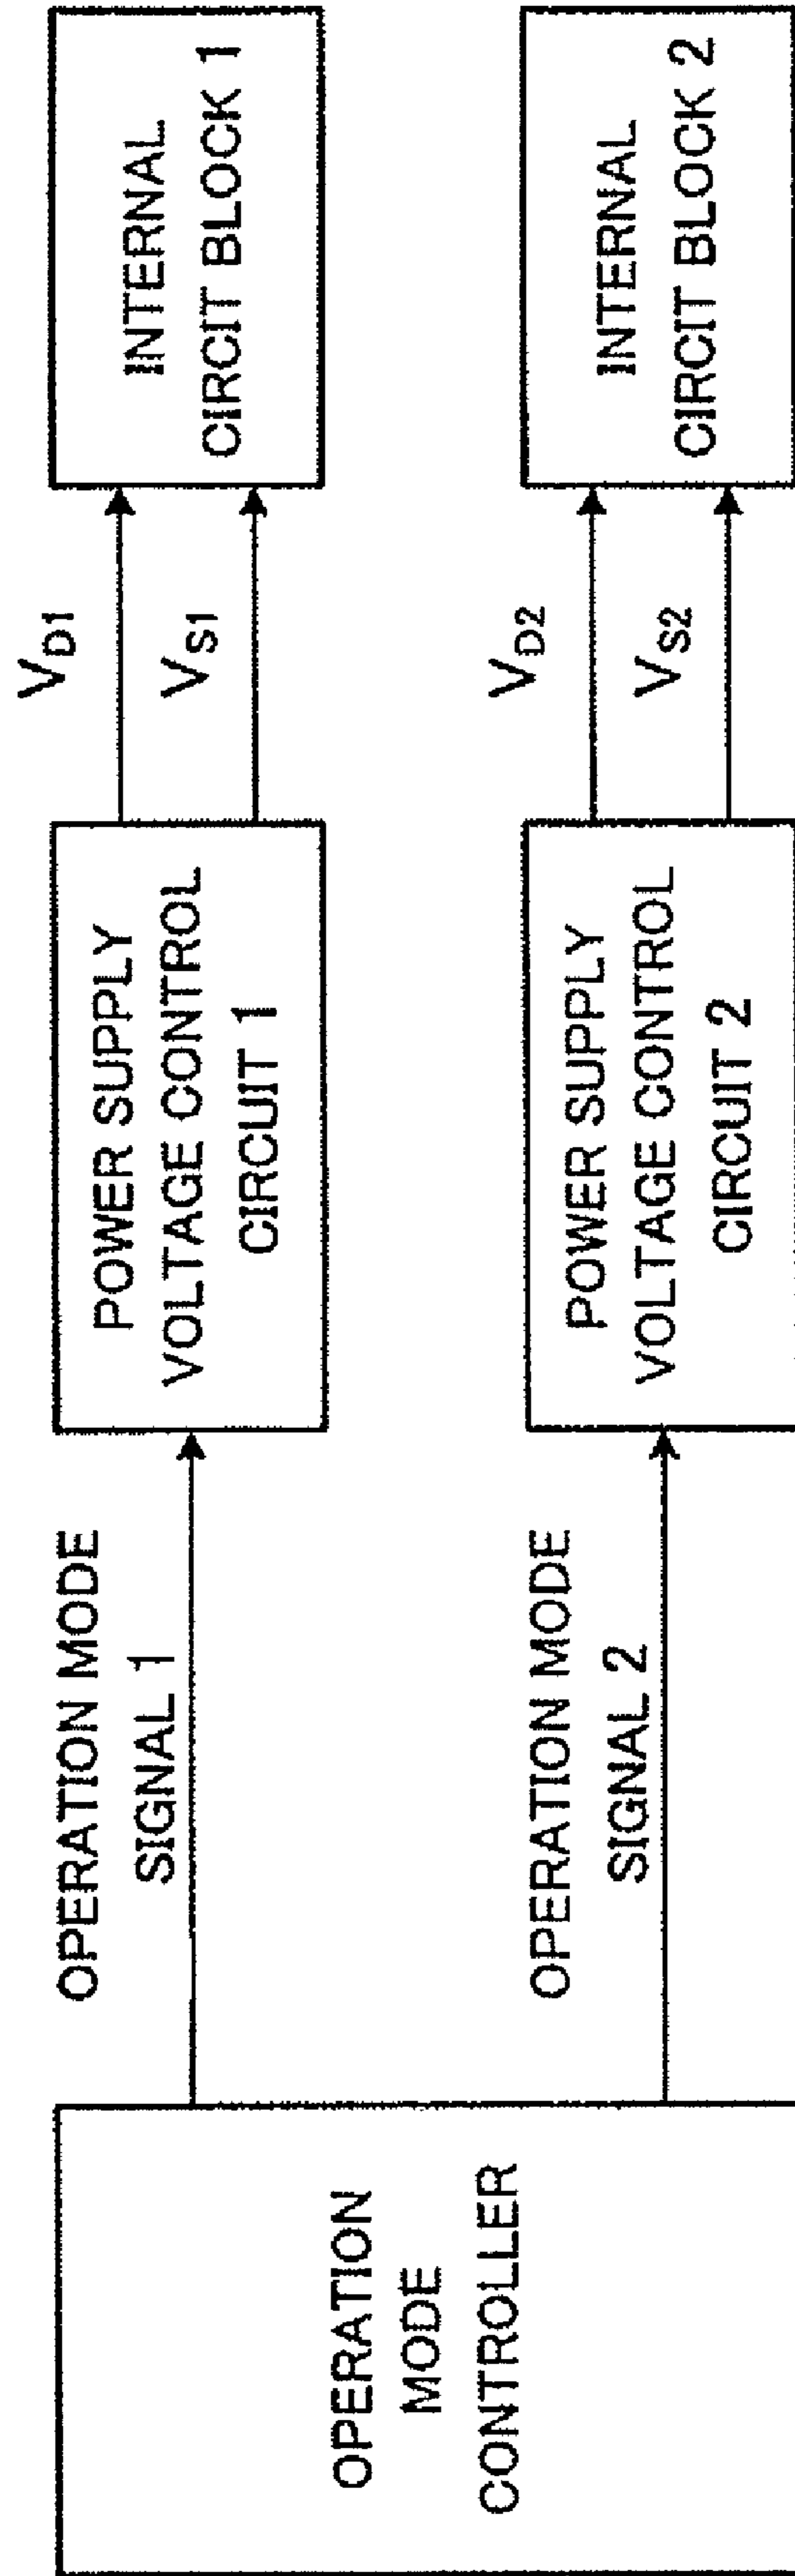 OPERATION
MODE
CONTROLLER
OPERATION MODE
SIGNAL 1
POWER SUPPLY
VOLTAGE CONTROL
CIRCUIT 1
VD1
VS1
INTERNAL
CIRCIT BLOCK 1
OPERATION MODE
SIGNAL 2
POWER SUPPLY
VOLTAGE CONTROL
CIRCUIT 2
VD2
VS2
INTERNAL
CIRCIT BLOCK 2